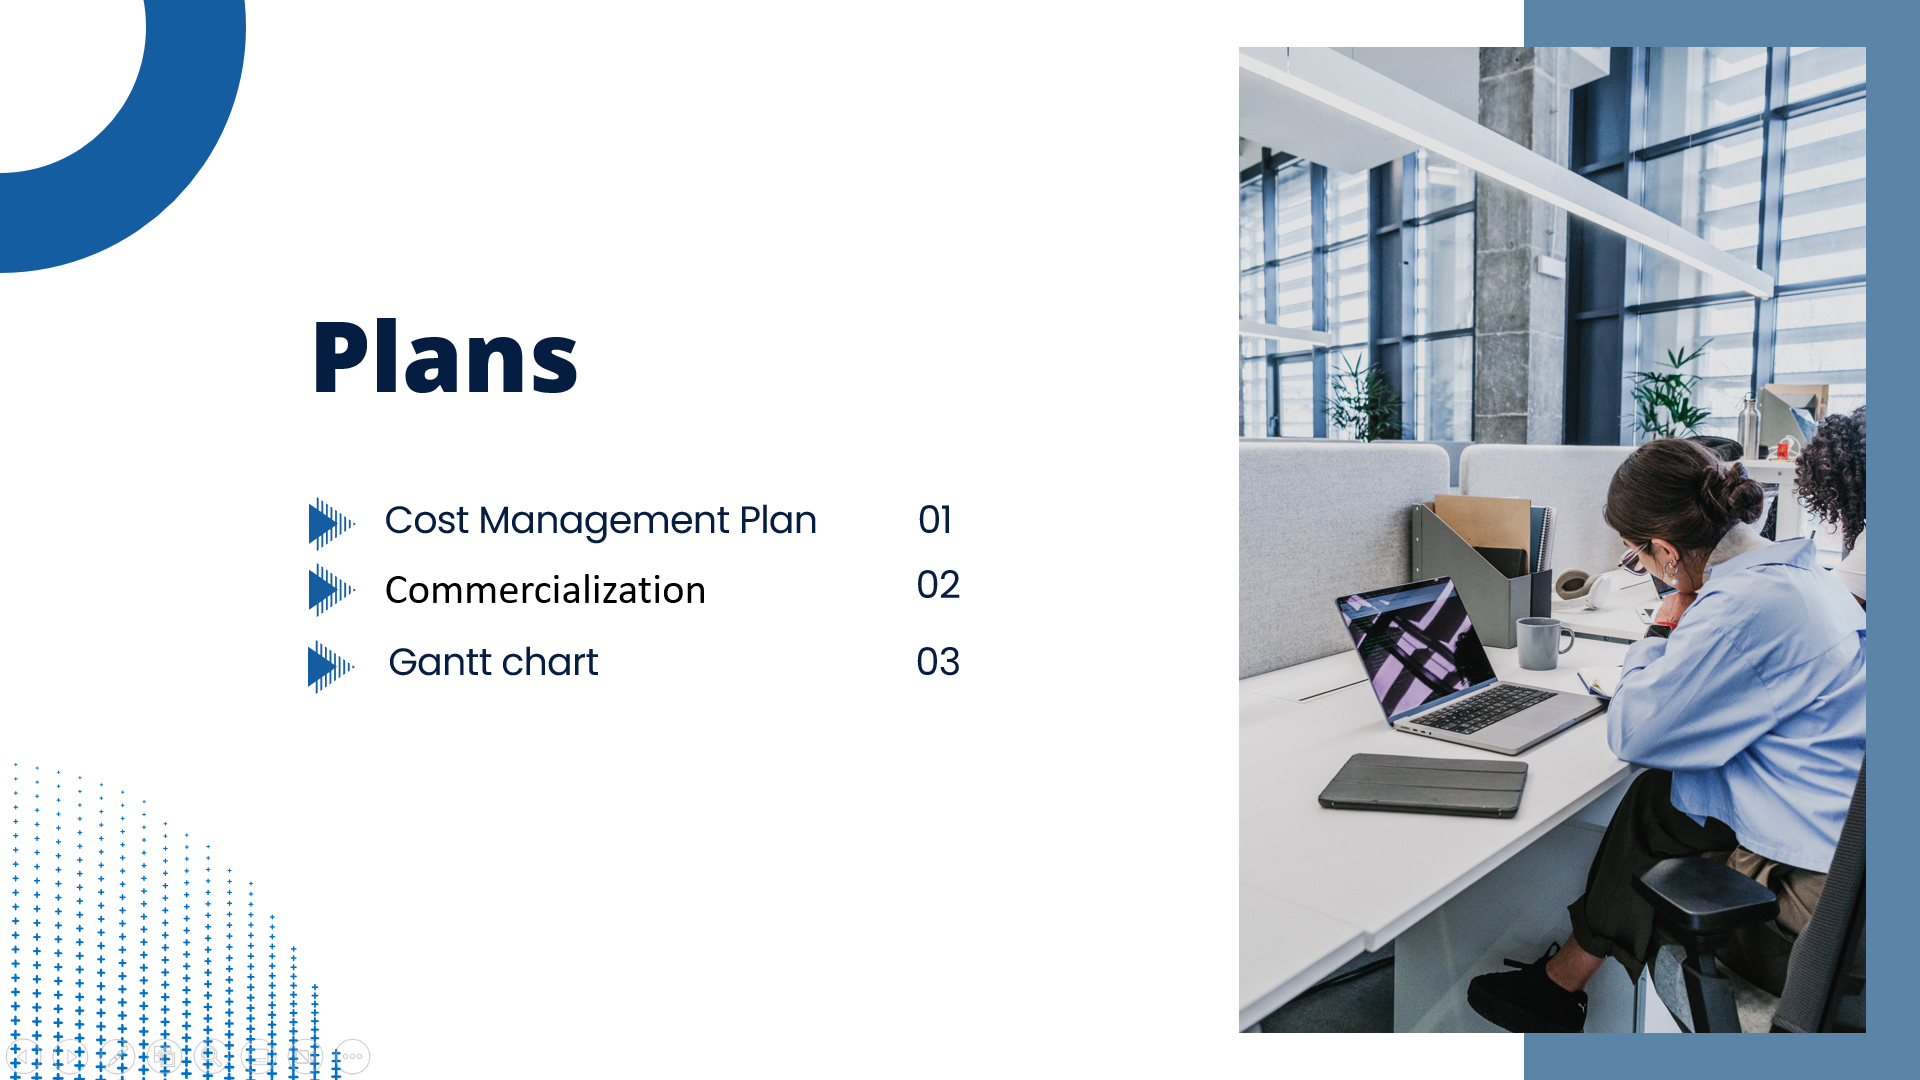 Plans
Cost Management Plan 01
Commercialization 02
Gantt chart 03